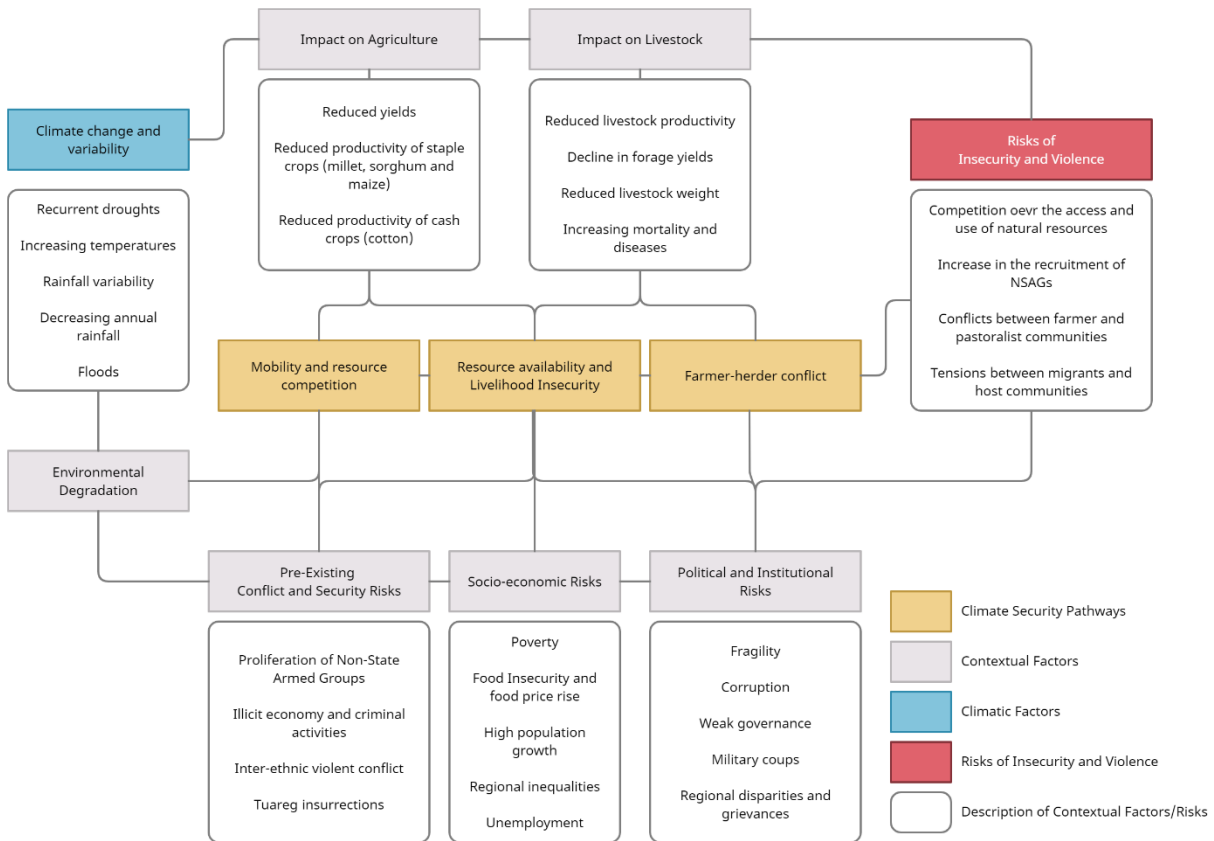 Impact on Agriculture
Impact on Livestock
Climate change and
variability
Reduced yields
Reduced productivity of staple
crops (millet, sorghum and
maize)
Reduced productivity of cash
crops (cotton)
Reduced livestock productivity
Decline in forage yields
Reduced livestock weight
Increasing mortality and
diseases
Risks of
Insecurity and Violence
Recurrent droughts
Increasing temperatures
Rainfall variability
Decreasing annual
rainfall
Floods
Competition oevr the access and
use of natural resources
Increase in the recruitment of
NSAGs
Conflicts between farmer and
pastoralist communities
Tensions between migrants and
host communities
Mobility and resource
competition
Resource availability and
Livelihood Insecurity
Farmer-herder conflict
Environmental
Degradation
Pre-Existing
Conflict and Security Risks
Socio-economic Risks
Political and Institutional
Risks
Proliferation of Non-State
Armed Groups
Illicit economy and criminal
activities
Inter-ethnic violent conflict
Tuareg insurrections
Poverty
Food Insecurity and
food price rise
High population
growth
Regional inequalities
Unemployment
Fragility
Corruption
Weak governance
Military coups
Regional disparities and
grievances
Climate Security Pathways
Contextual Factors
Climatic Factors
Risks of Insecurity and Violence
Description of Contextual Factors/Risks